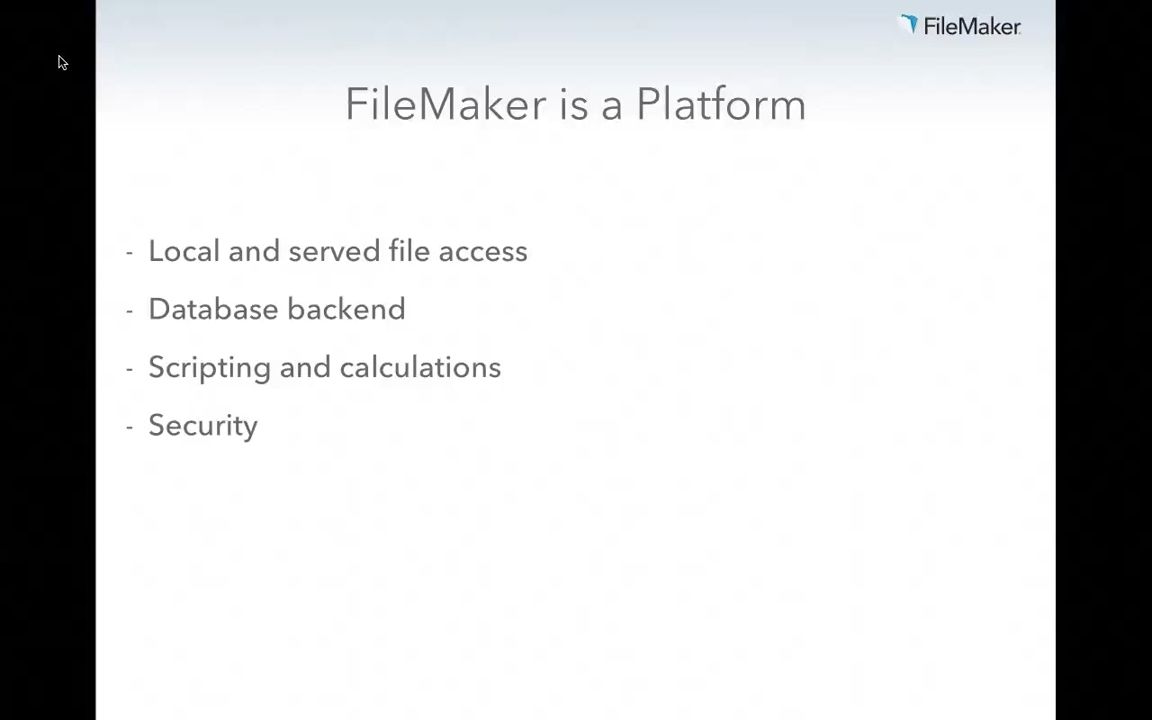 FileMaker
FileMaker is a Platform
- Local and served file access
- Database backend
- Scripting and calculations
- Security